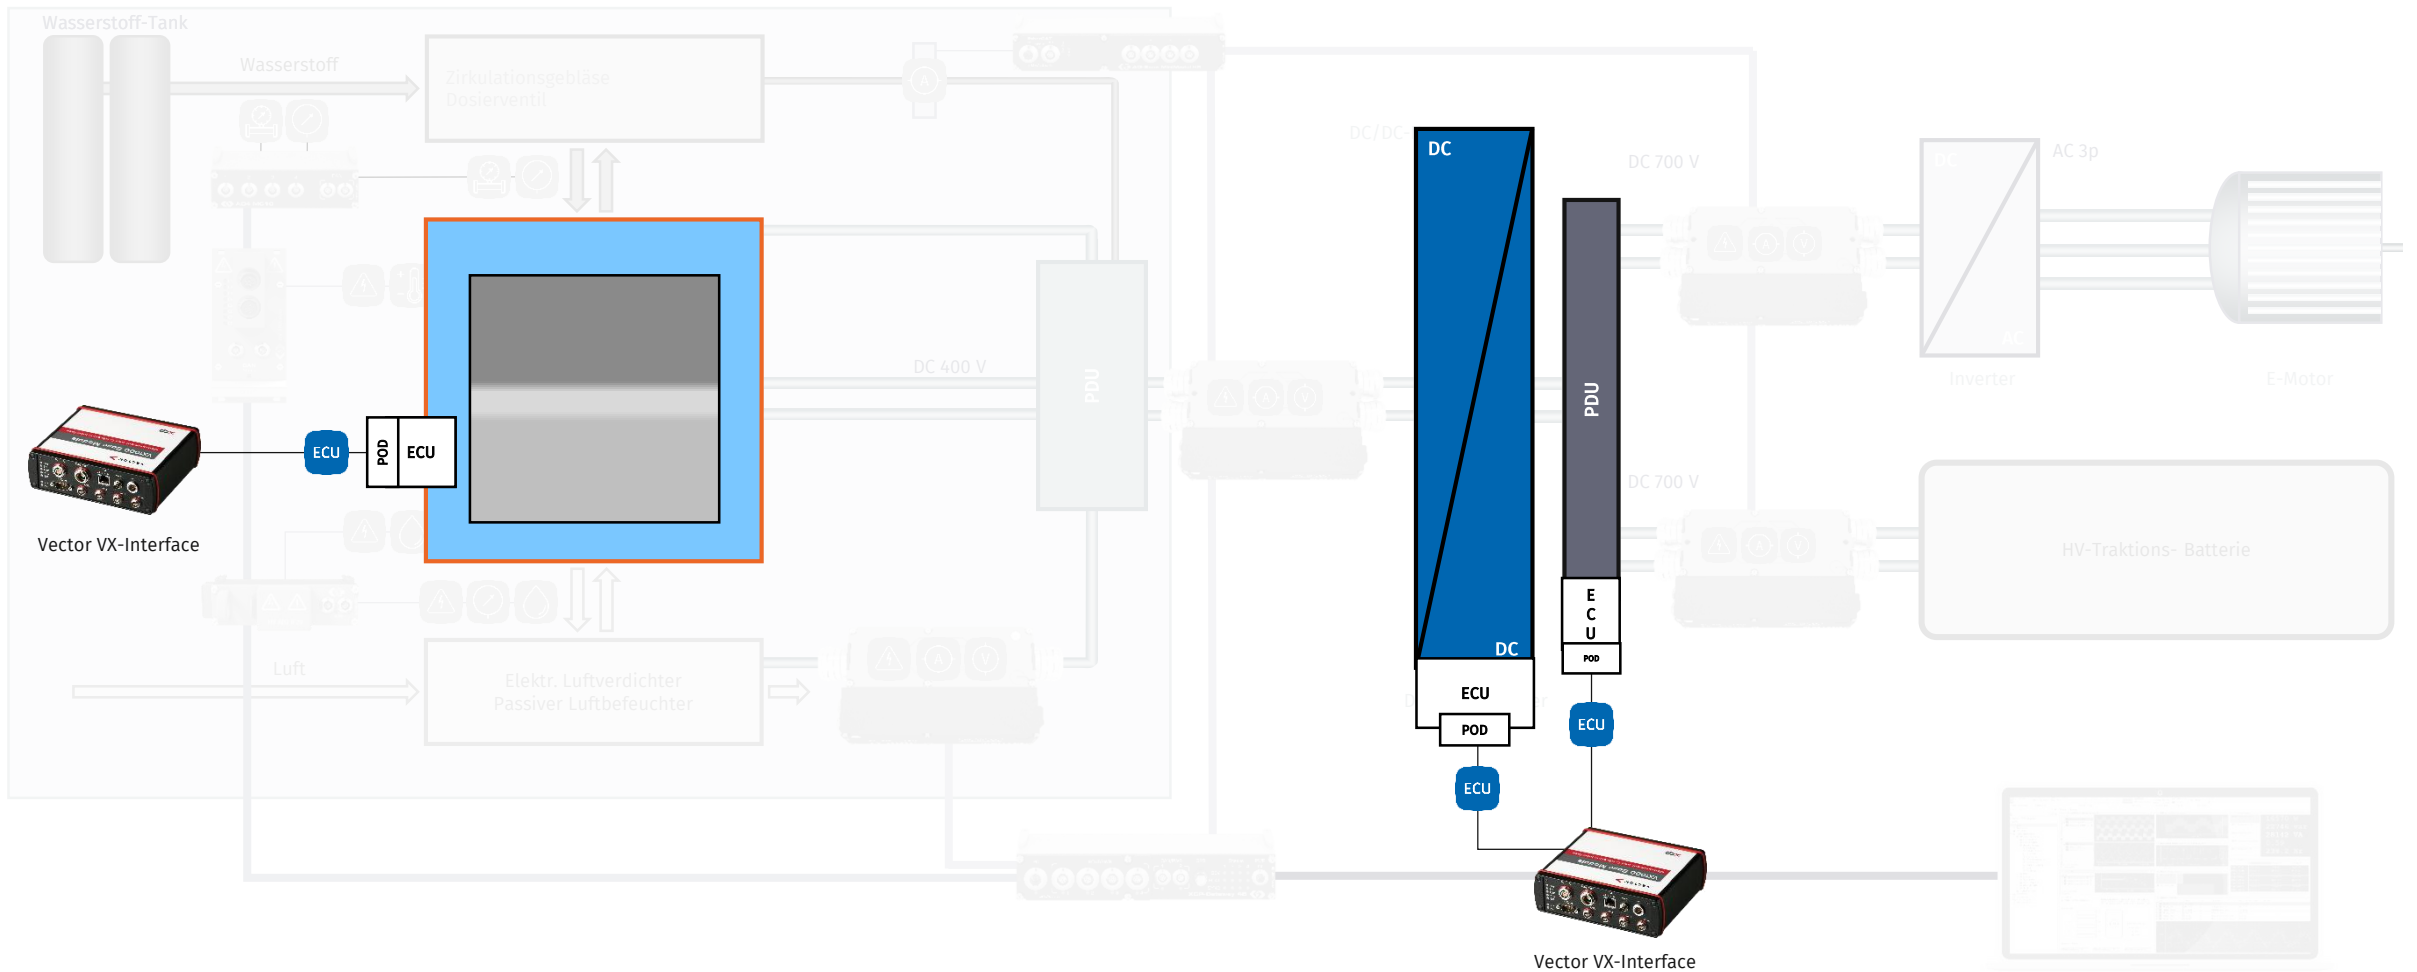 Wasserstoff-Tank
Wasserstoff
Zirkulationsgebläse
Dosierventil
DC/DC-
DC
DC 700 V
DC
AC 3p
AC
Inverter
E-Motor
DC 400 V
PDU
PDU
POD
ECU
ECU
Vector VX-Interface
DC 700 V
HV-Traktions- Batterie
E
C
U
POD
DC
ECU
POD
ECU
ECU
Luft
Elektr. Luftverdichter
Passiver Luftbefeuchter
Vector VX-Interface